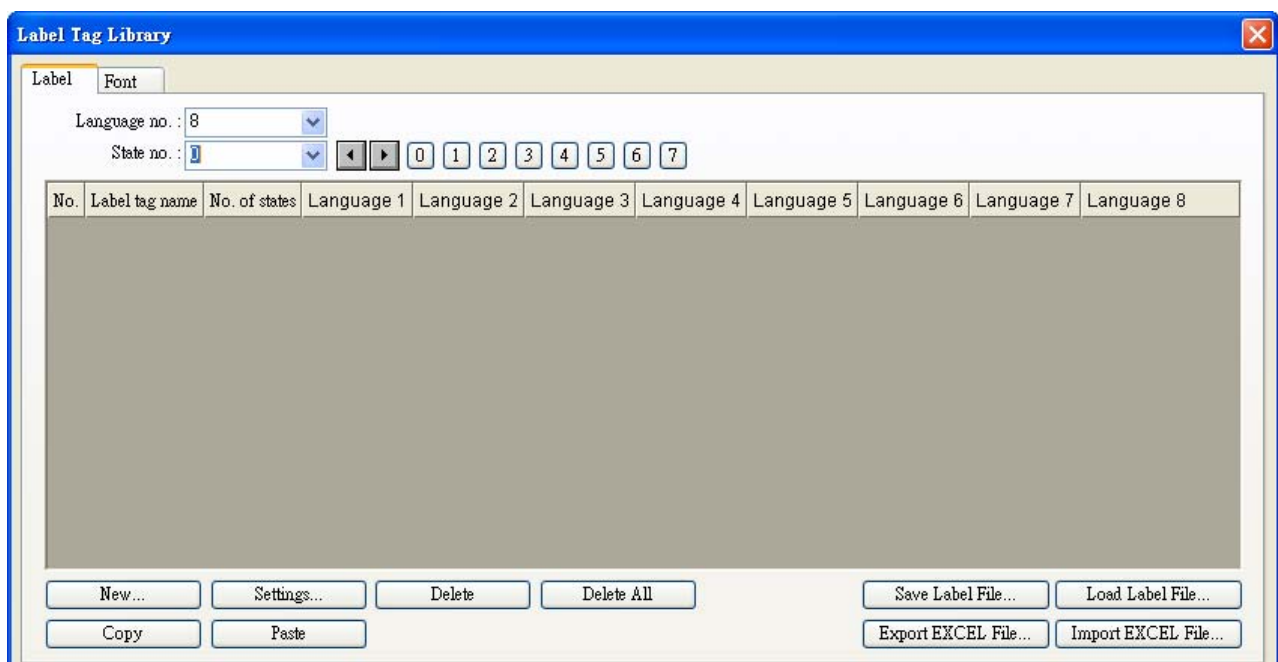 Label Tag Library
Label Font
Language no. : 8
State no. : 0 0 1 2 3 4 5 6 7
No. Label tag name No. of states Language 1 Language 2 Language 3 Language 4 Language 5 Language 6 Language 7 Language 8
New... Settings... Delete Delete All Save Label File... Load Label File...
Copy Paste Export EXCEL File... Import EXCEL File...